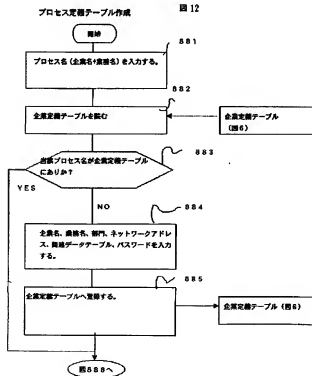 プロセス定義テーブル作成
図12
開始
881
プロセス名(企業名+業務名)を入力する。
882
企業定義テーブルを読む
企業定義テーブル
(図6)
883
当該プロセス名が企業定義テーブル
にありか?
YES
NO
884
企業名、業務名、部門、ネットワークアドレ
ス、関連データテーブル、パスワードを入力
する。
885
企業定義テーブルへ登録する。
企業定義テーブル(図6)
図888へ